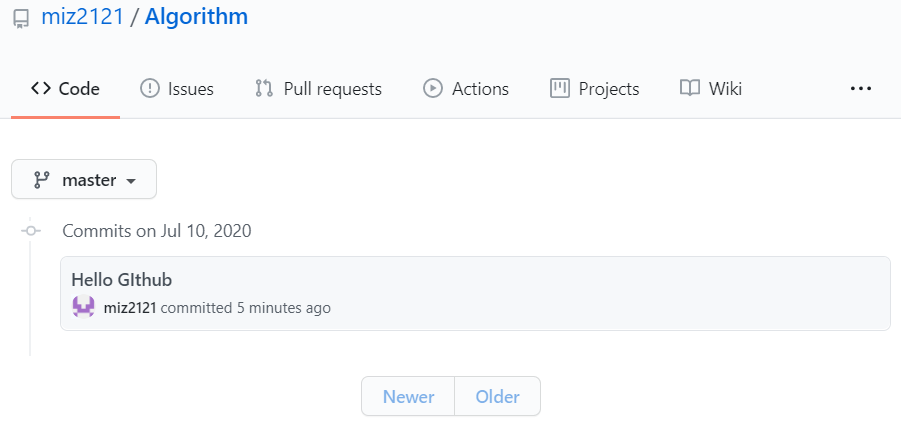 miz2121 / Algorithm
Code Issues Pull requests Actions Projects Wiki ...
master
Commits on Jul 10, 2020
Hello GIthub
miz2121 committed 5 minutes ago
Newer Older